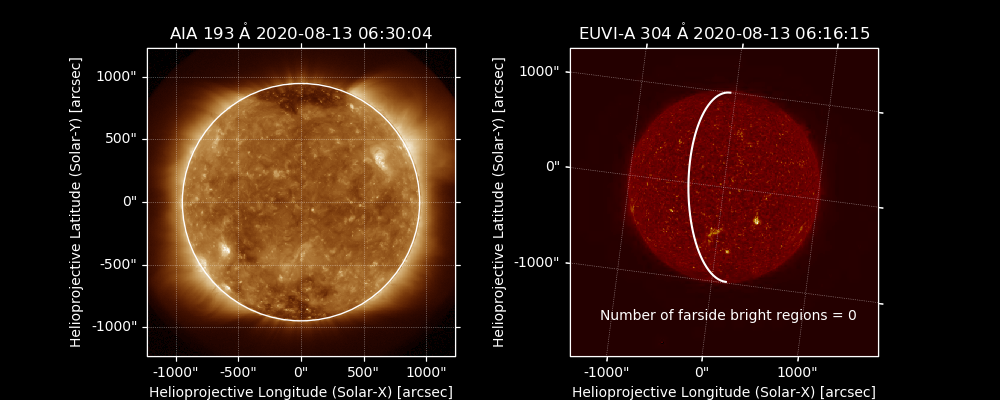 AIA 193 Å 2020-08-13 06:30:04
Helioprojective Latitude (Solar-Y) [arcsec]
1000"
500"
0"
-500"
-1000"
-1000" -500" 0" 500" 1000"
Helioprojective Longitude (Solar-X) [arcsec]
EUVI-A 304 Å 2020-08-13 06:16:15
Helioprojective Latitude (Solar-Y) [arcsec]
1000"
0"
-1000"
Number of farside bright regions = 0
-1000" 0" 1000"
Helioprojective Longitude (Solar-X) [arcsec]